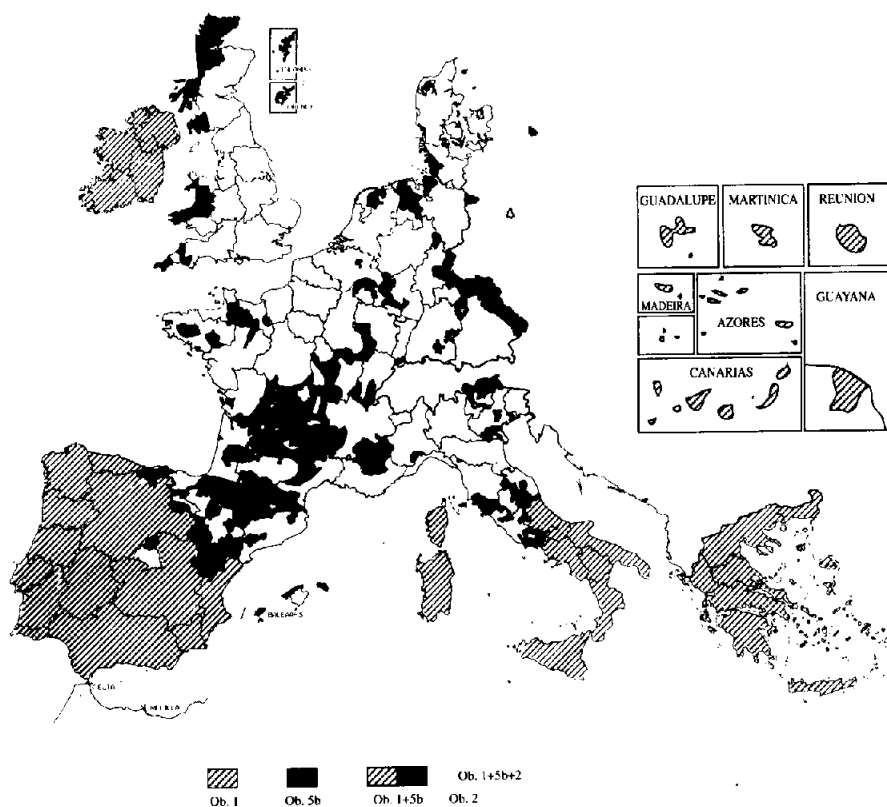 GUADALUPE MARTINICA REUNION
MADEIRA
AZORES
GUAYANA
CANARIAS
BALEARES
MELILLA
Ob. 1+5b+2
Ob. 1 Ob. 5b Ob. 1+5b Ob. 2